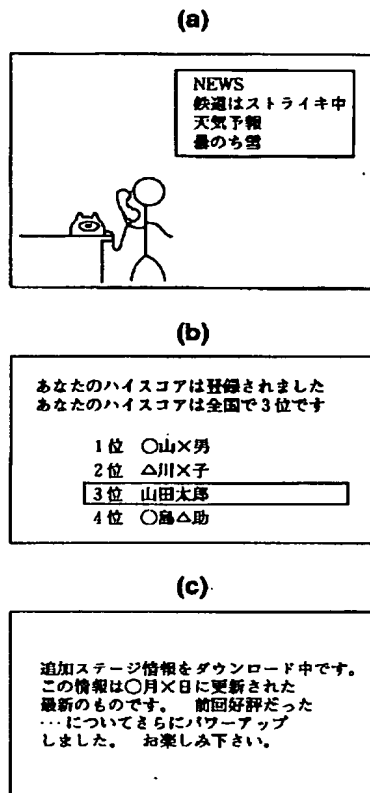 (a)
NEWS
鉄道はストライキ中
天気予報
曇のち雪
(b)
あなたのハイスコアは登録されました
あなたのハイスコアは全国で3位です
1位 ○山×男
2位 △川×子
3位 山田太郎
4位 ○島△助
(c)
追加ステージ情報をダウンロード中です。
この情報は○月×日に更新された
最新のものです。 前回好評だった
…についてさらにパワーアップ
しました。 お楽しみ下さい。